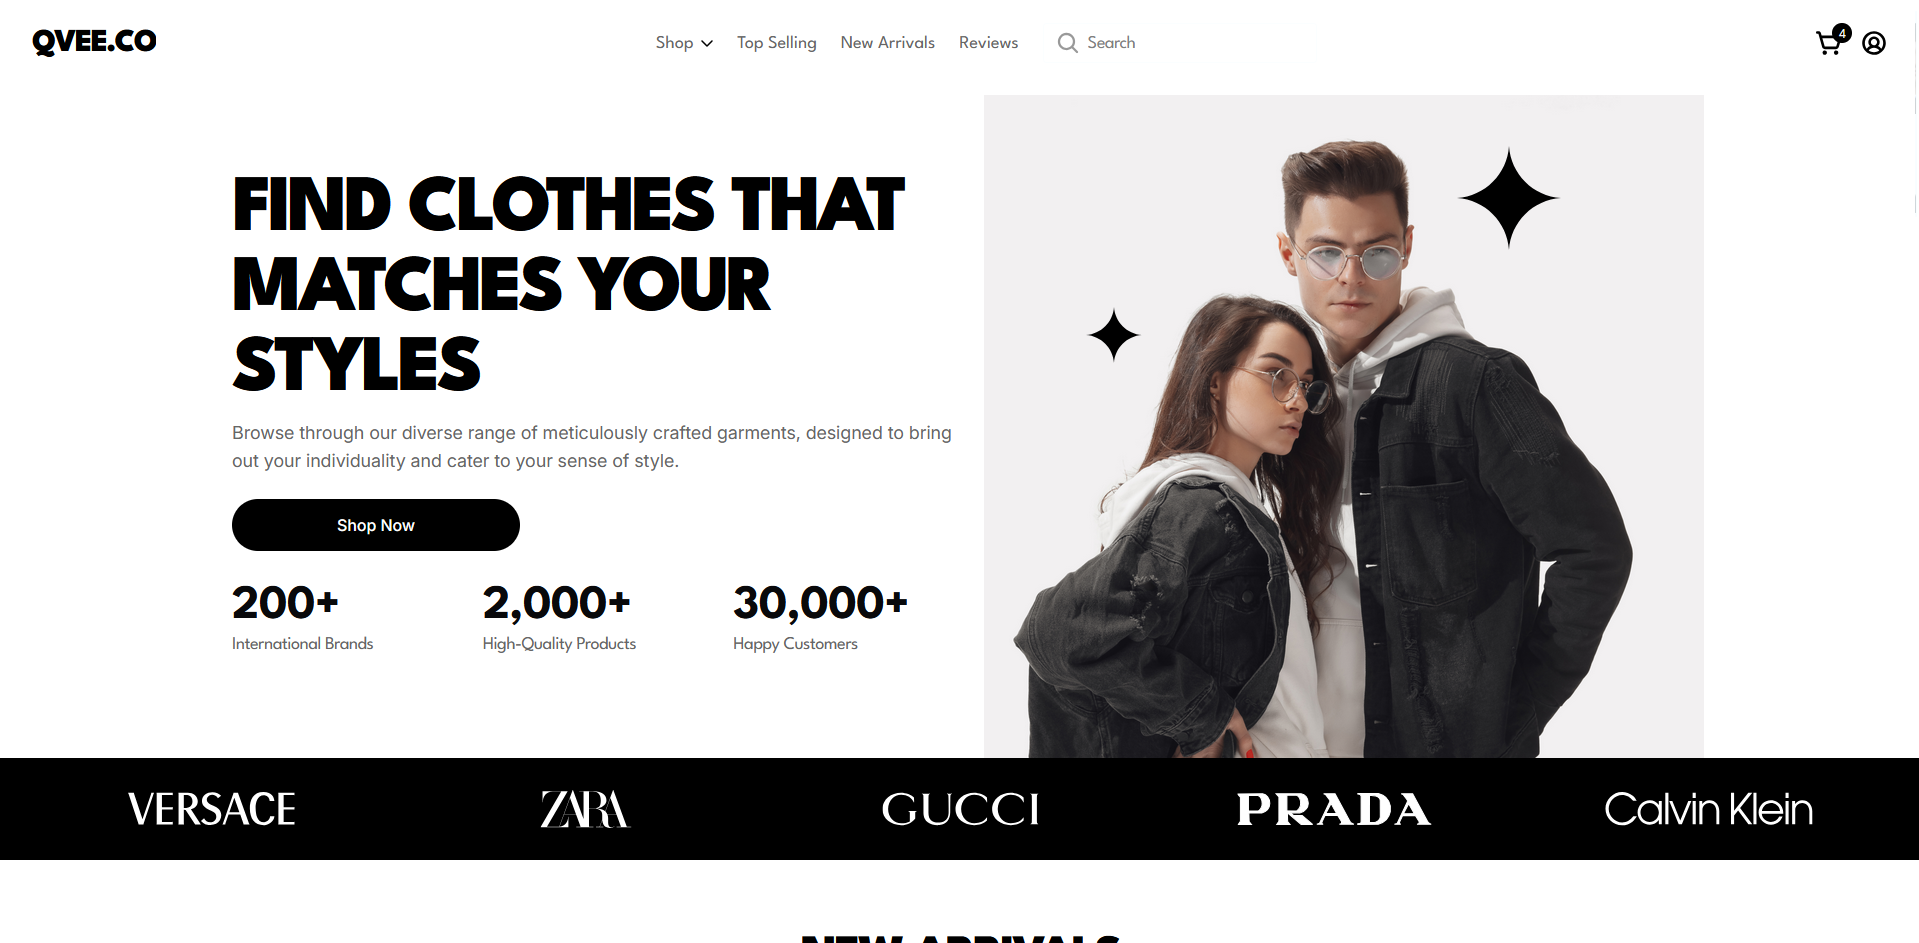 QVEE.CO
Shop
Top Selling
New Arrivals
Reviews
Search
4
FIND CLOTHES THAT
MATCHES YOUR
STYLES
Browse through our diverse range of meticulously crafted garments, designed to bring
out your individuality and cater to your sense of style.
Shop Now
200+
International Brands
2,000+
High-Quality Products
30,000+
Happy Customers
VERSACE
ZARA
GUCCI
PRADA
Calvin Klein
NEW ARRIVALS